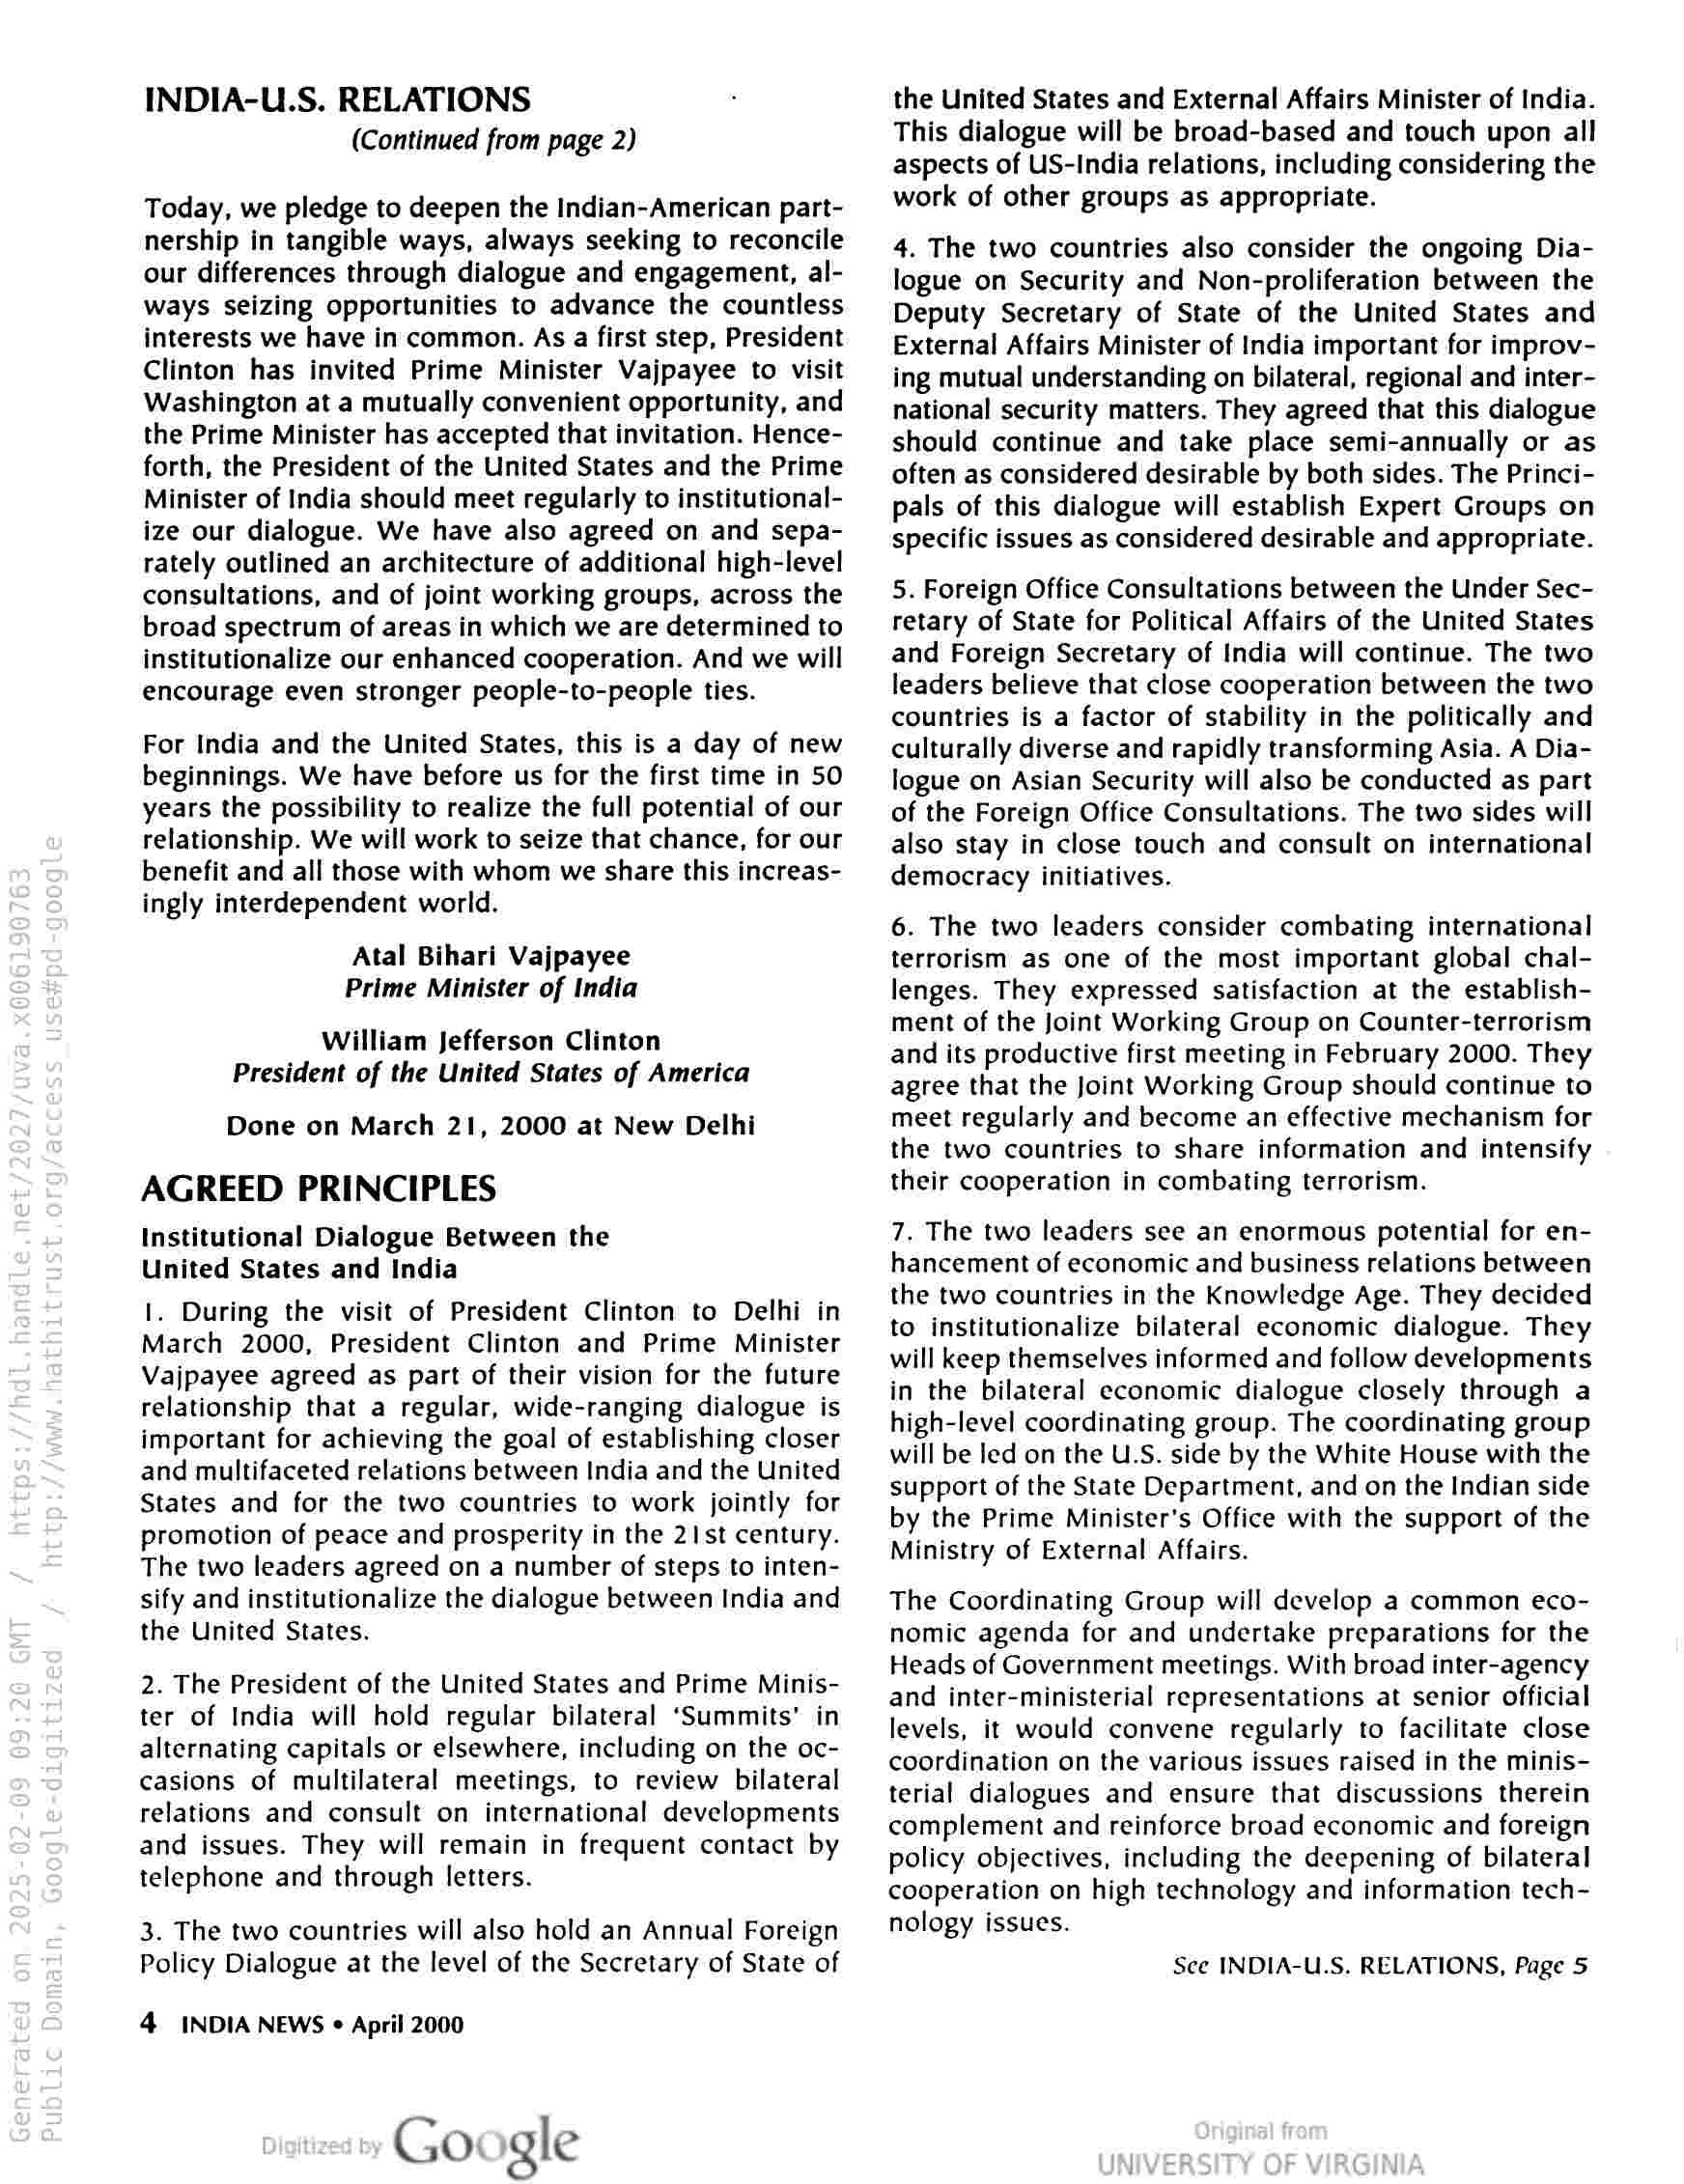 INDIA-U.S. RELATIONS
(Continued from page 2)
Today, we pledge to deepen the Indian-American part-
nership in tangible ways, always seeking to reconcile
our differences through dialogue and engagement, al-
ways seizing opportunities to advance the countless
interests we have in common. As a first step, President
Clinton has invited Prime Minister Vajpayee to visit
Washington at a mutually convenient opportunity, and
the Prime Minister has accepted that invitation. Hence-
forth, the President of the United States and the Prime
Minister of India should meet regularly to institutional-
ize our dialogue. We have also agreed on and sepa-
rately outlined an architecture of additional high-level
consultations, and of joint working groups, across the
broad spectrum of areas in which we are determined to
institutionalize our enhanced cooperation. And we will
encourage even stronger people-to-people ties.
For India and the United States, this is a day of new
beginnings. We have before us for the first time in 50
years the possibility to realize the full potential of our
relationship. We will work to seize that chance, for our
benefit and all those with whom we share this increas-
ingly interdependent world.
Atal Bihari Vajpayee
Prime Minister of India
William Jefferson Clinton
President of the United States of America
Done on March 21, 2000 at New Delhi
AGREED PRINCIPLES
Institutional Dialogue Between the
United States and India
1. During the visit of President Clinton to Delhi in
March 2000, President Clinton and Prime Minister
Vajpayee agreed as part of their vision for the future
relationship that a regular, wide-ranging dialogue is
important for achieving the goal of establishing closer
and multifaceted relations between India and the United
States and for the two countries to work jointly for
promotion of peace and prosperity in the 21st century.
The two leaders agreed on a number of steps to inten-
sify and institutionalize the dialogue between India and
the United States.
2. The President of the United States and Prime Minis-
ter of India will hold regular bilateral ‘Summits’ in
alternating capitals or elsewhere, including on the oc-
casions of multilateral meetings, to review bilateral
relations and consult on international developments
and issues. They will remain in frequent contact by
telephone and through letters.
3. The two countries will also hold an Annual Foreign
Policy Dialogue at the level of the Secretary of State of
the United States and External Affairs Minister of India.
This dialogue will be broad-based and touch upon all
aspects of US-India relations, including considering the
work of other groups as appropriate.
4. The two countries also consider the ongoing Dia-
logue on Security and Non-proliferation between the
Deputy Secretary of State of the United States and
External Affairs Minister of India important for improv-
ing mutual understanding on bilateral, regional and inter-
national security matters. They agreed that this dialogue
should continue and take place semi-annually or as
often as considered desirable by both sides. The Princi-
pals of this dialogue will establish Expert Groups on
specific issues as considered desirable and appropriate.
5. Foreign Office Consultations between the Under Sec-
retary of State for Political Affairs of the United States
and Foreign Secretary of India will continue. The two
leaders believe that close cooperation between the two
countries is a factor of stability in the politically and
culturally diverse and rapidly transforming Asia. A Dia-
logue on Asian Security will also be conducted as part
of the Foreign Office Consultations. The two sides will
also stay in close touch and consult on international
democracy initiatives.
6. The two leaders consider combating international
terrorism as one of the most important global chal-
lenges. They expressed satisfaction at the establish-
ment of the Joint Working Group on Counter-terrorism
and its productive first meeting in February 2000. They
agree that the Joint Working Group should continue to
meet regularly and become an effective mechanism for
the two countries to share information and intensify
their cooperation in combating terrorism.
7. The two leaders see an enormous potential for en-
hancement of economic and business relations between
the two countries in the Knowledge Age. They decided
to institutionalize bilateral economic dialogue. They
will keep themselves informed and follow developments
in the bilateral economic dialogue closely through a
high-level coordinating group. The coordinating group
will be led on the U.S. side by the White House with the
support of the State Department, and on the Indian side
by the Prime Minister's Office with the support of the
Ministry of External Affairs.
The Coordinating Group will develop a common eco-
nomic agenda for and undertake preparations for the
Heads of Government meetings. With broad inter-agency
and inter-ministerial representations at senior official
levels, it would convene regularly to facilitate close
coordination on the various issues raised in the minis-
terial dialogues and ensure that discussions therein
complement and reinforce broad economic and foreign
policy objectives, including the deepening of bilateral
cooperation on high technology and information tech-
nology issues.
See INDIA-U.S. RELATIONS, Page 5
4 INDIA NEWS • April 2000
Generated on 2025-02-09 09:20 GMT / https://hdl.handle.net/2027/uva.x006190763
Public Domain, Google-digitized / http://www.hathitrust.org/access_use#pd-google
Digitized by Google
Original from
UNIVERSITY OF VIRGINIA